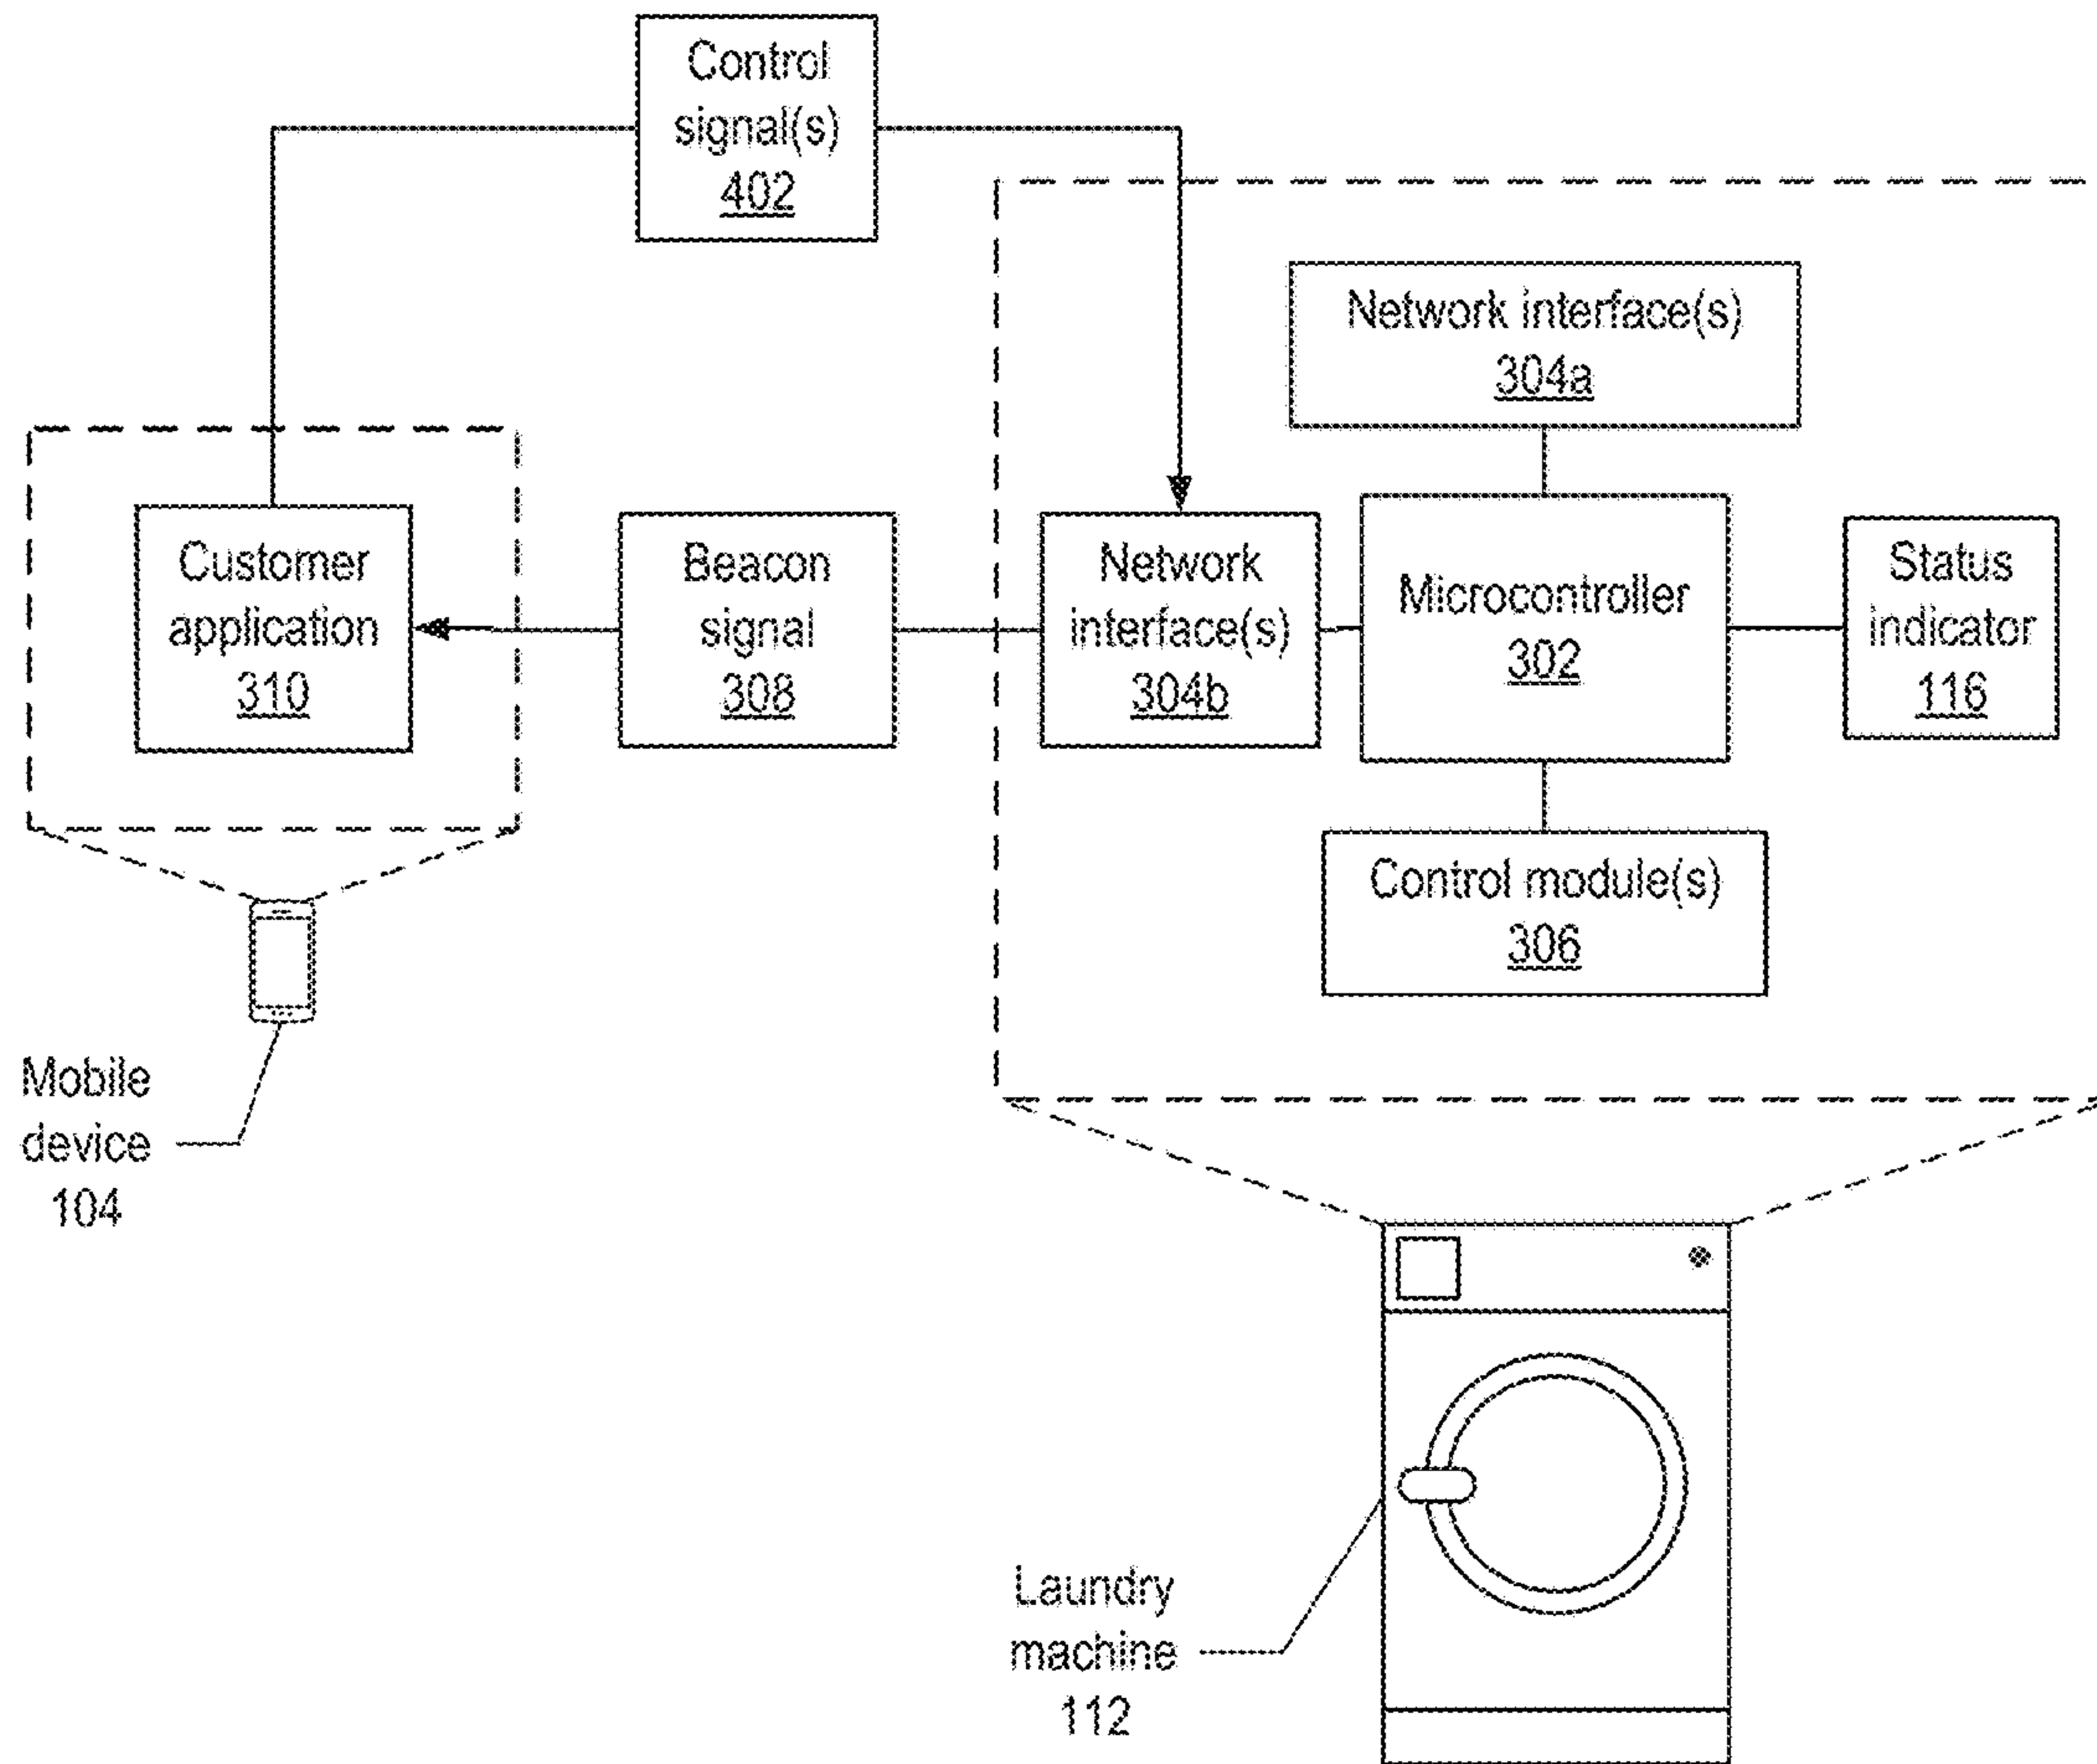 Control
signal(s)
402
Network interface(s)
304a
Customer
application
310
Beacon
signal
308
Network
interface(s)
304b
Microcontroller
302
Status
indicator
116
Control module(s)
306
Mobile
device
104
Laundry
machine
112